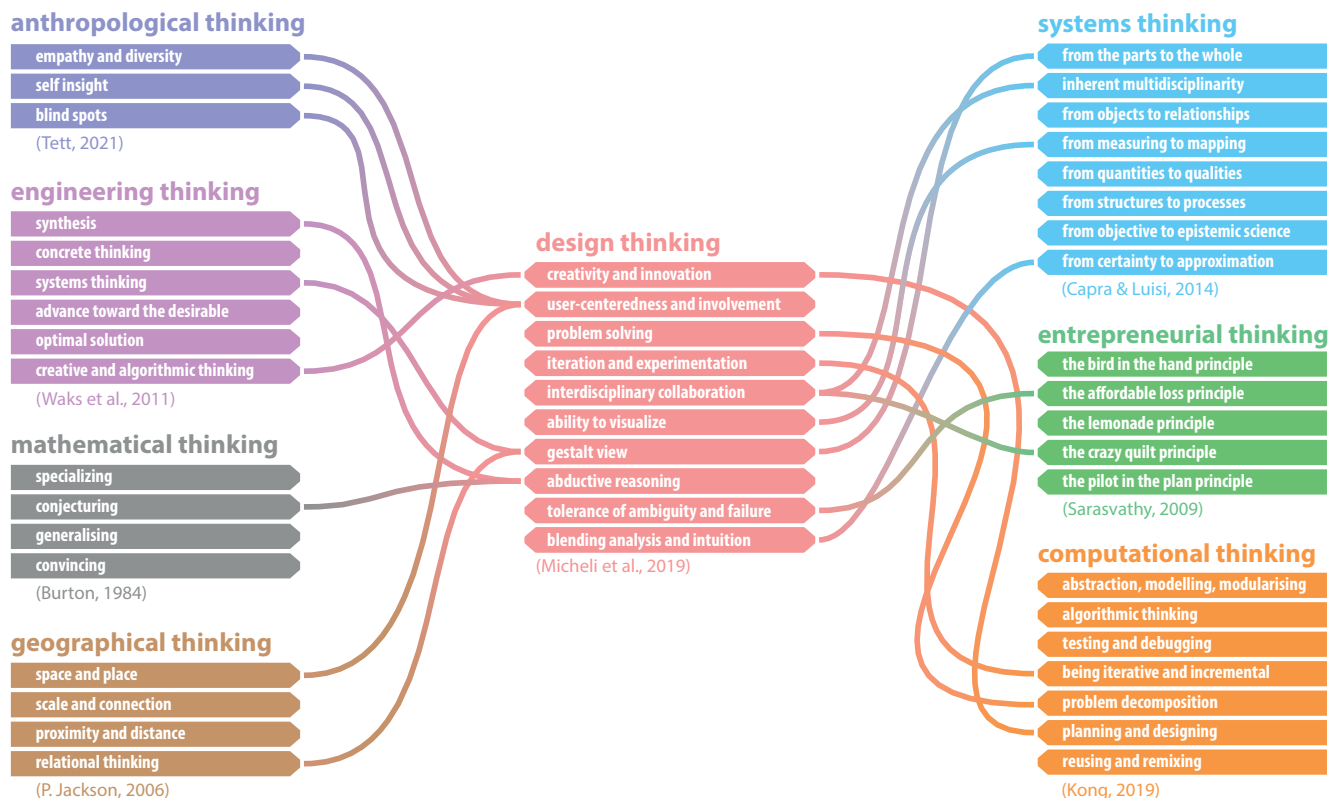 anthropological thinking
empathy and diversity
self insight
blind spots
(Tett, 2021)
engineering thinking
synthesis
concrete thinking
systems thinking
advance toward the desirable
optimal solution
creative and algorithmic thinking
(Waks et al., 2011)
mathematical thinking
specializing
conjecturing
generalising
convincing
(Burton, 1984)
geographical thinking
space and place
scale and connection
proximity and distance
relational thinking
(P. Jackson, 2006)
design thinking
creativity and innovation
user-centeredness and involvement
problem solving
iteration and experimentation
interdisciplinary collaboration
ability to visualize
gestalt view
abductive reasoning
tolerance of ambiguity and failure
blending analysis and intuition
(Micheli et al., 2019)
systems thinking
from the parts to the whole
inherent multidisciplinarity
from objects to relationships
from measuring to mapping
from quantities to qualities
from structures to processes
from objective to epistemic science
from certainty to approximation
(Capra & Luisi, 2014)
entrepreneurial thinking
the bird in the hand principle
the affordable loss principle
the lemonade principle
the crazy quilt principle
the pilot in the plan principle
(Sarasvathy, 2009)
computational thinking
abstraction, modelling, modularising
algorithmic thinking
testing and debugging
being iterative and incremental
problem decomposition
planning and designing
reusing and remixing
(Kong, 2019)